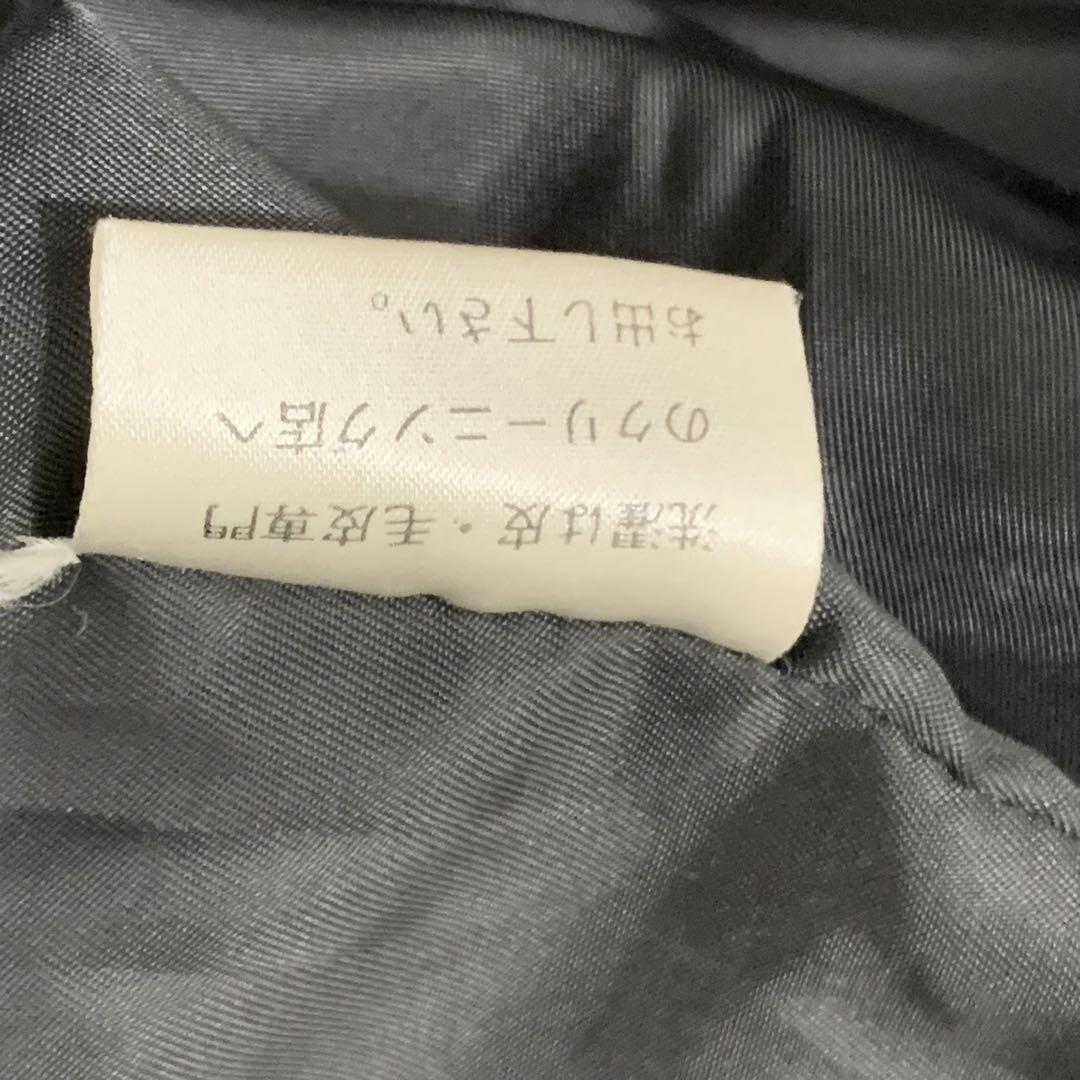 洗濯は皮・毛皮専門
のクリーニング店へ
お出し下さい。